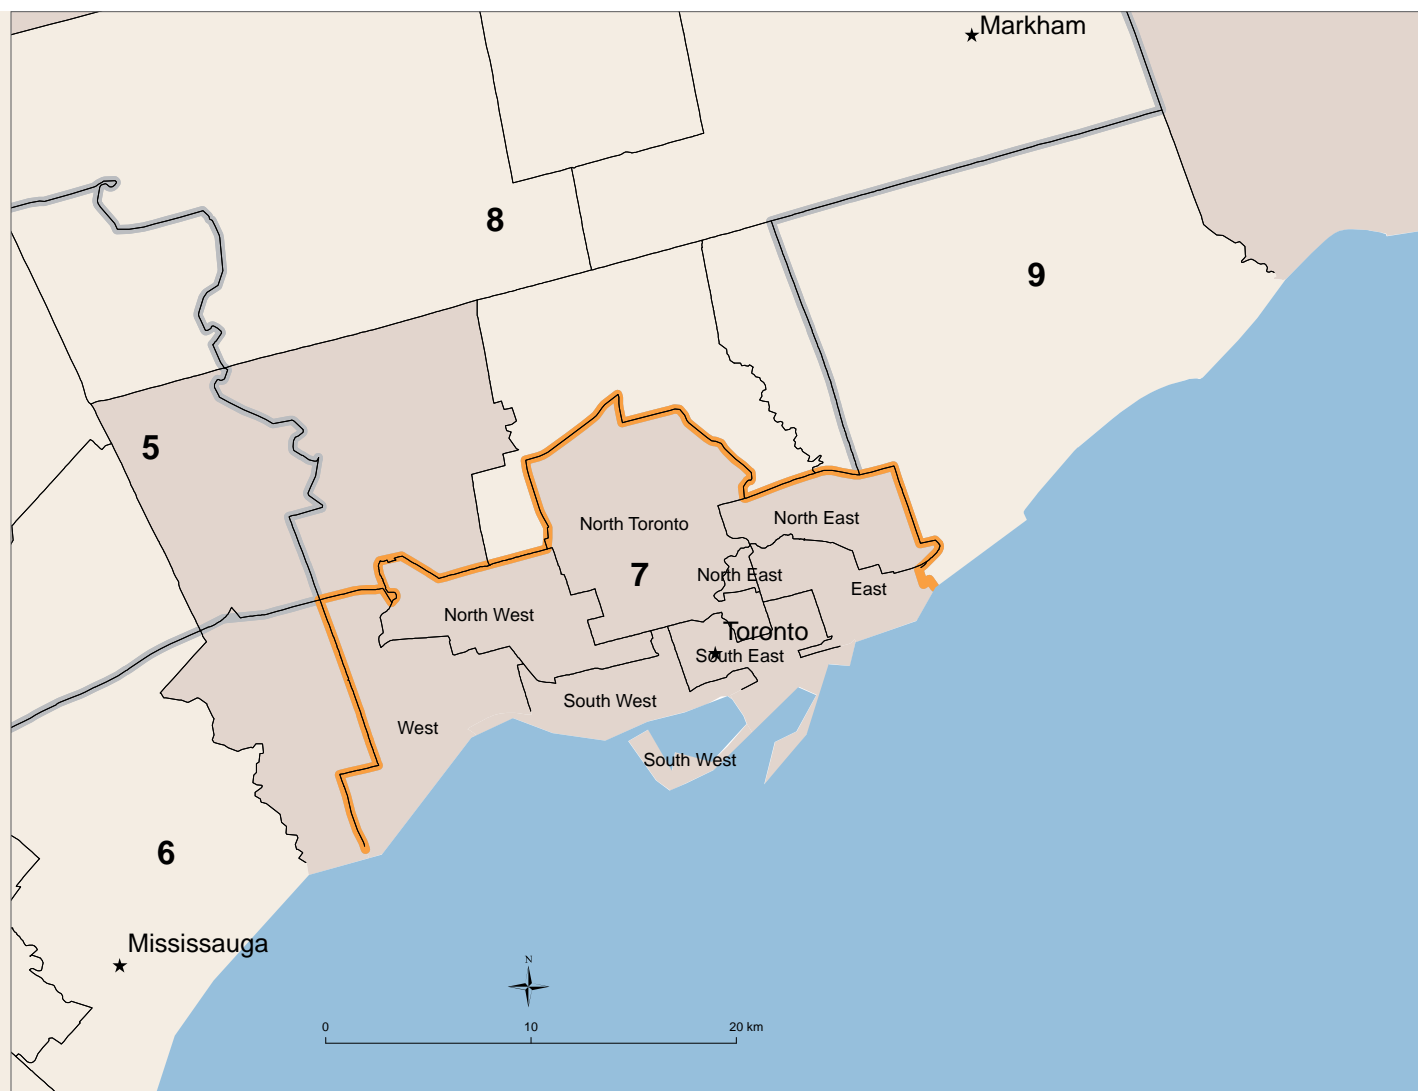 Markham
8
9
5
North Toronto
North East
7
North East
East
North West
Toronto
South East
South West
West
South West
6
Mississauga
N
0 10 20 km